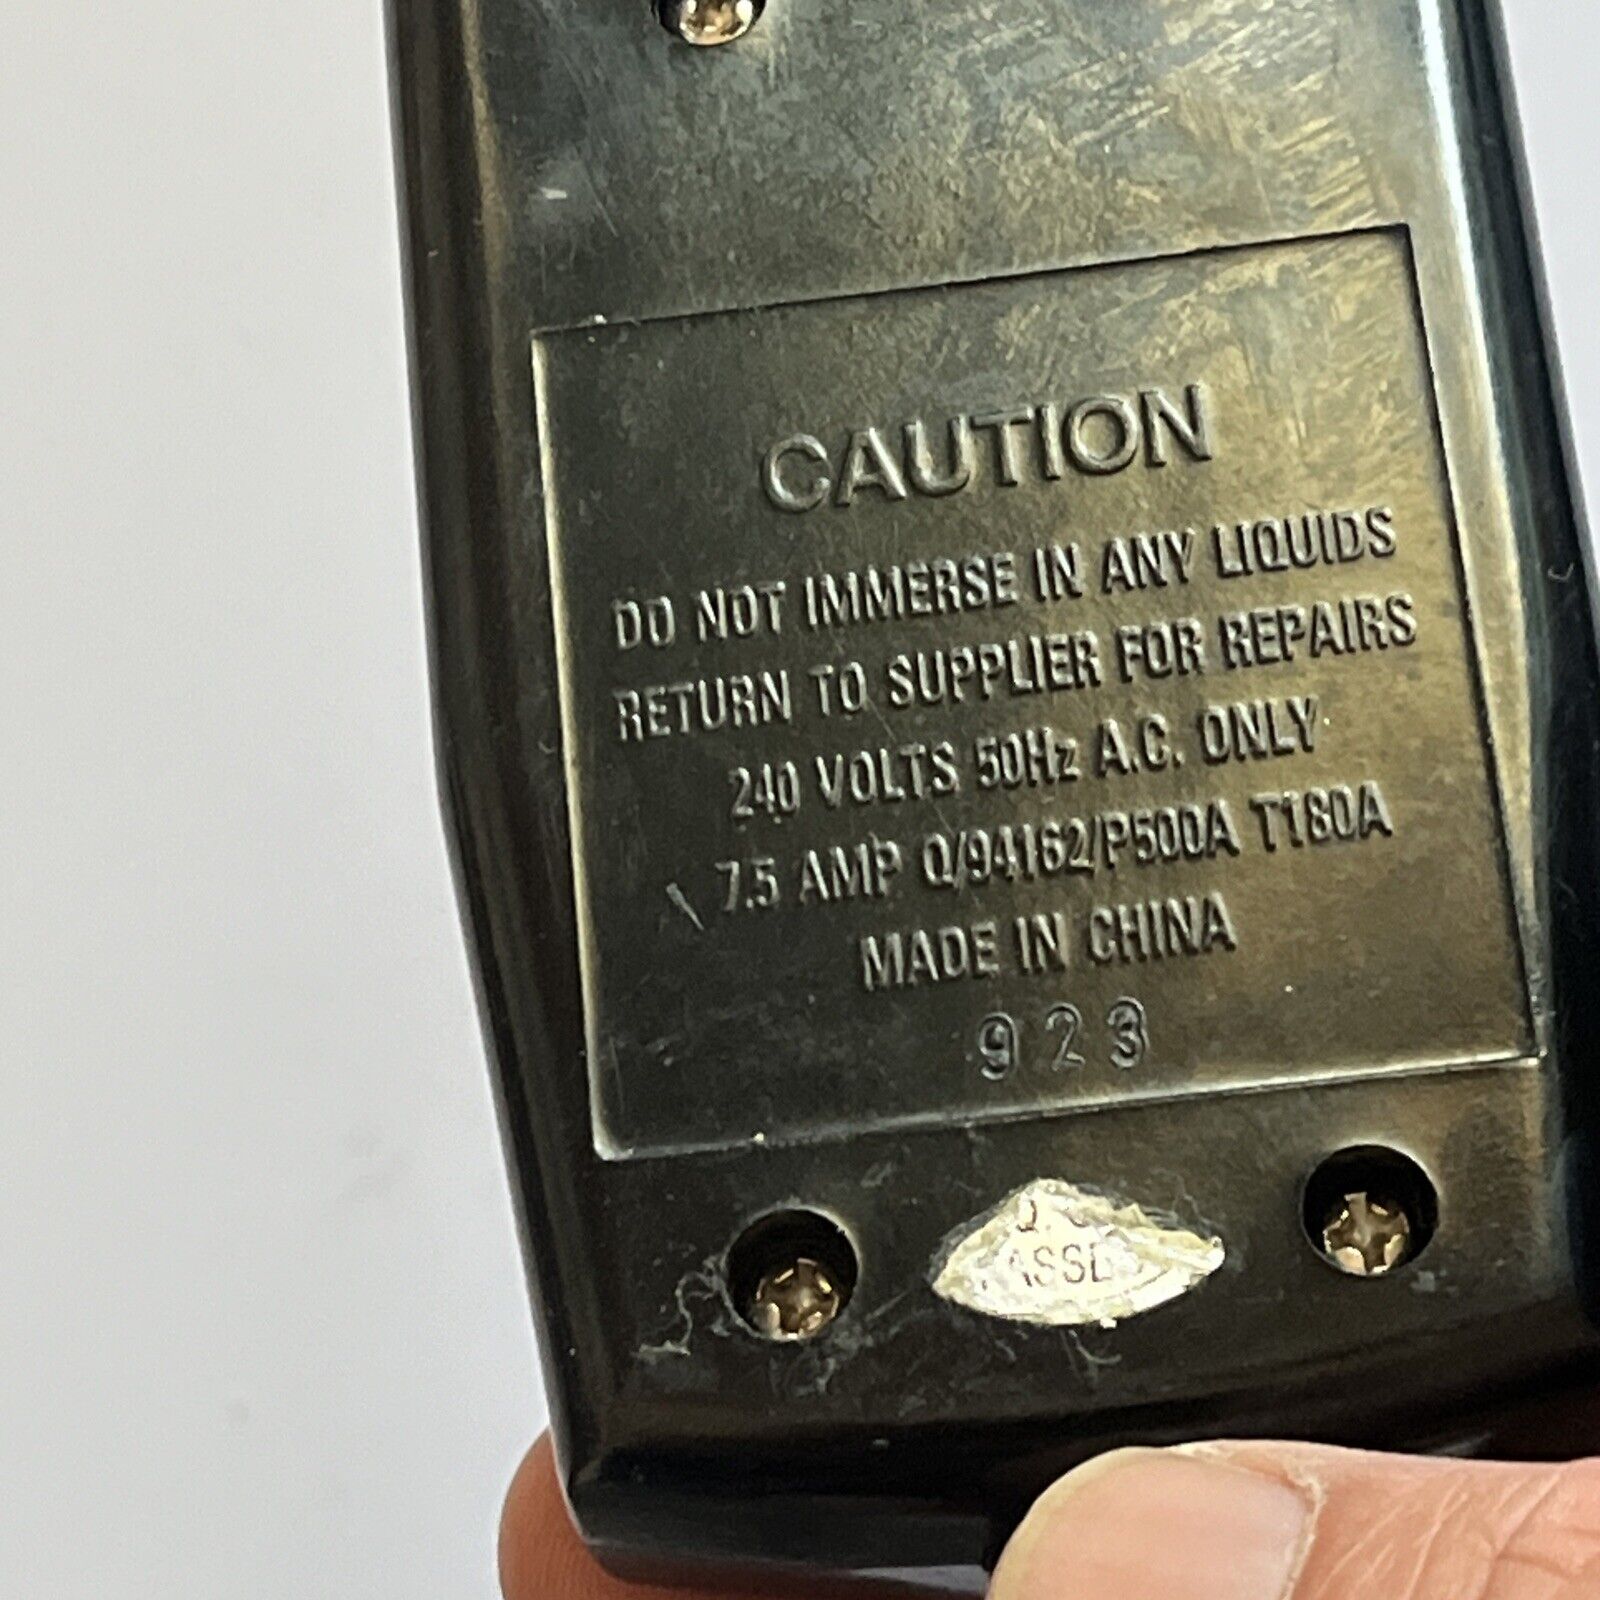 CAUTION
DO NOT IMMERSE IN ANY LIQUIDS
RETURN TO SUPPLIER FOR REPAIRS
240 VOLTS 50Hz A.C. ONLY
7.5 AMP Q/94162/P500A T180A
MADE IN CHINA
923